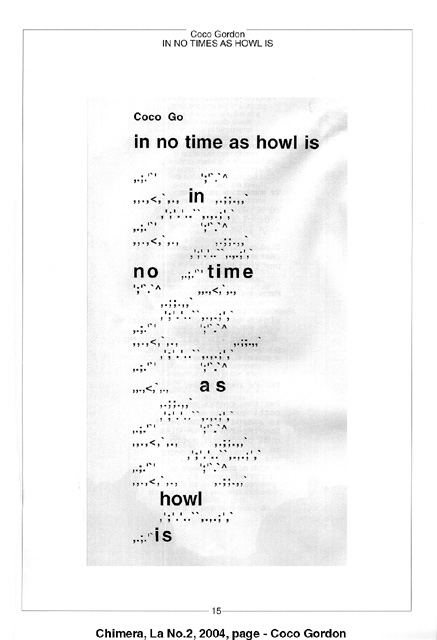 Coco Gordon
IN NO TIMES AS HOWL IS
Coco Go
in no time as howl is
,.;:'¨'        ';'¨.¨^
,,.,<,`,., in ,.;;.,,`
,';'.'..``,.,.;',`
,.;:'¨'        ';'¨.¨^
,,.,<,`,.,        ,.;;.,,`
,';'.'..``,.,.;',`
no ,.;:'¨' time
';'¨.¨^        ,,.,<,`,.,
,.;;.,,`
,';'.'..``,.,.;',`
,.;:'¨'        ';'¨.¨^
,,.,<,`,.,        ,.;;.,,`
,';'.'..``,.,.;',`
,.;:'¨'        ';'¨.¨^
,,.,<,`,., as
,.;;.,,`
,';'.'..``,.,.;',`
,.;:'¨'        ';'¨.¨^
,,.,<,`,.,        ,.;;.,,`
,';'.'..``,.,.;',`
,.;:'¨'        ';'¨.¨^
,,.,<,`,.,        ,.;;.,,`
howl
,';'.'..``,.,.;',`
,.;:'¨' is
15
Chimera, La No.2, 2004, page - Coco Gordon